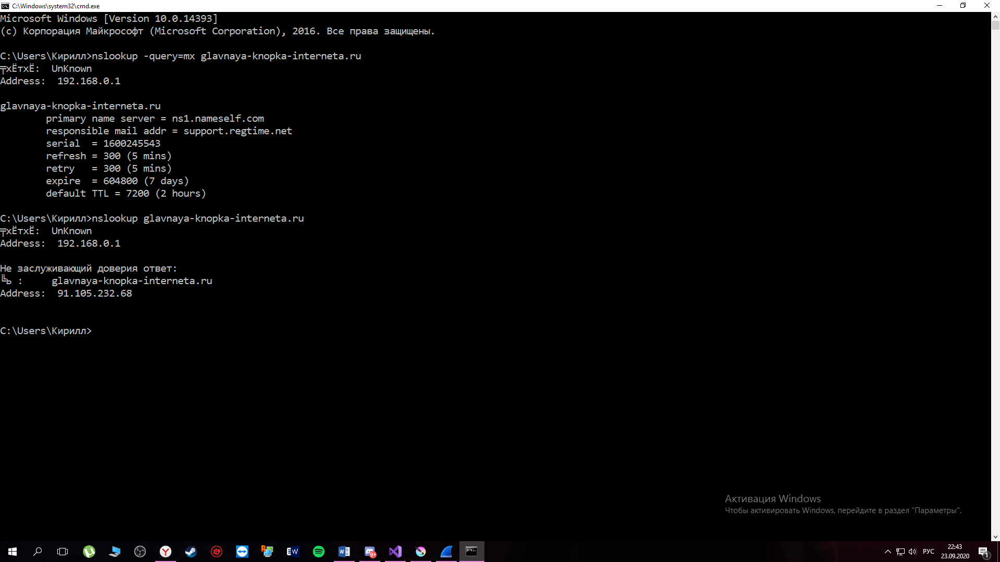 C:\Windows\system32\cmd.exe
Microsoft Windows [Version 10.0.14393]
(c) Корпорация Майкрософт (Microsoft Corporation), 2016. Все права защищены.
C:\Users\Кирилл>nslookup -query=mx glavnaya-knopka-interneta.ru
╤хЁтхЁ:  UnKnown
Address:  192.168.0.1
glavnaya-knopka-interneta.ru
        primary name server = ns1.nameself.com
        responsible mail addr = support.regtime.net
        serial  = 1600245543
        refresh = 300 (5 mins)
        retry   = 300 (5 mins)
        expire  = 604800 (7 days)
        default TTL = 7200 (2 hours)
C:\Users\Кирилл>nslookup glavnaya-knopka-interneta.ru
╤хЁтхЁ:  UnKnown
Address:  192.168.0.1
Не заслуживающий доверия ответ:
╚ь :     glavnaya-knopka-interneta.ru
Address:  91.105.232.68
C:\Users\Кирилл>
Активация Windows
Чтобы активировать Windows, перейдите в раздел "Параметры".
EW
9+
РУС
22:43
23.09.2020
1